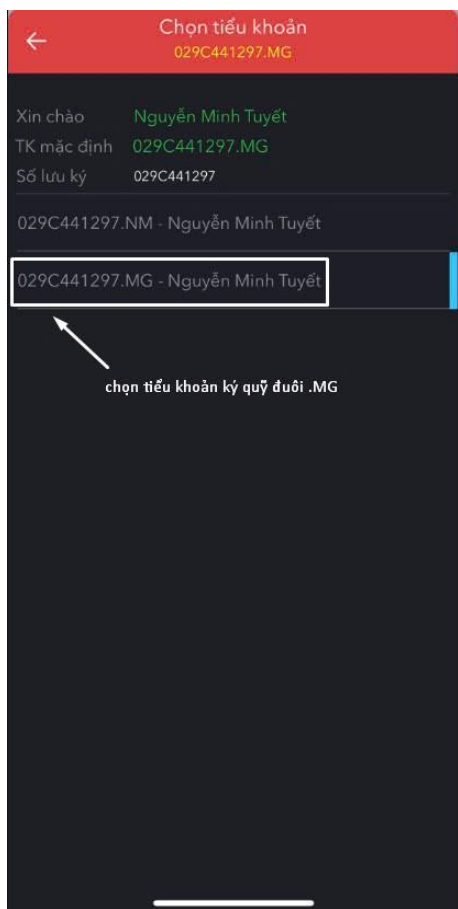 Chọn tiểu khoản
029C441297.MG
Xin chào Nguyễn Minh Tuyết
TK mặc định 029C441297.MG
Số lưu ký 029C441297
029C441297.NM - Nguyễn Minh Tuyết
029C441297.MG - Nguyễn Minh Tuyết
chọn tiểu khoản ký quỹ đuôi .MG